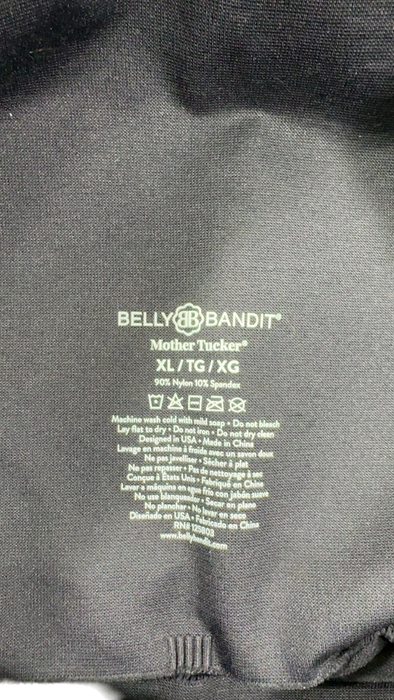 BELLY BB BANDIT®
Mother Tucker®
XL / TG / XG
90% Nylon 10% Spandex
Machine wash cold with mild soap • Do not bleach
Lay flat to dry • Do not iron • Do not dry clean
Designed in USA • Made in China
Lavage en machine à froide avec un savon doux
Ne pas javelliser • Sécher à plat
Ne pas repasser • Pas de nettoyage à sec
Conçue à États Unis • Fabriqué en China
Lavar a máquina en agua fría con jabón suave
No use blanqueador • Secar en plano
No planchar • No lavar en seco
Diseñado en USA • Fabricado en China
RN# 125803
www.bellybandit.com